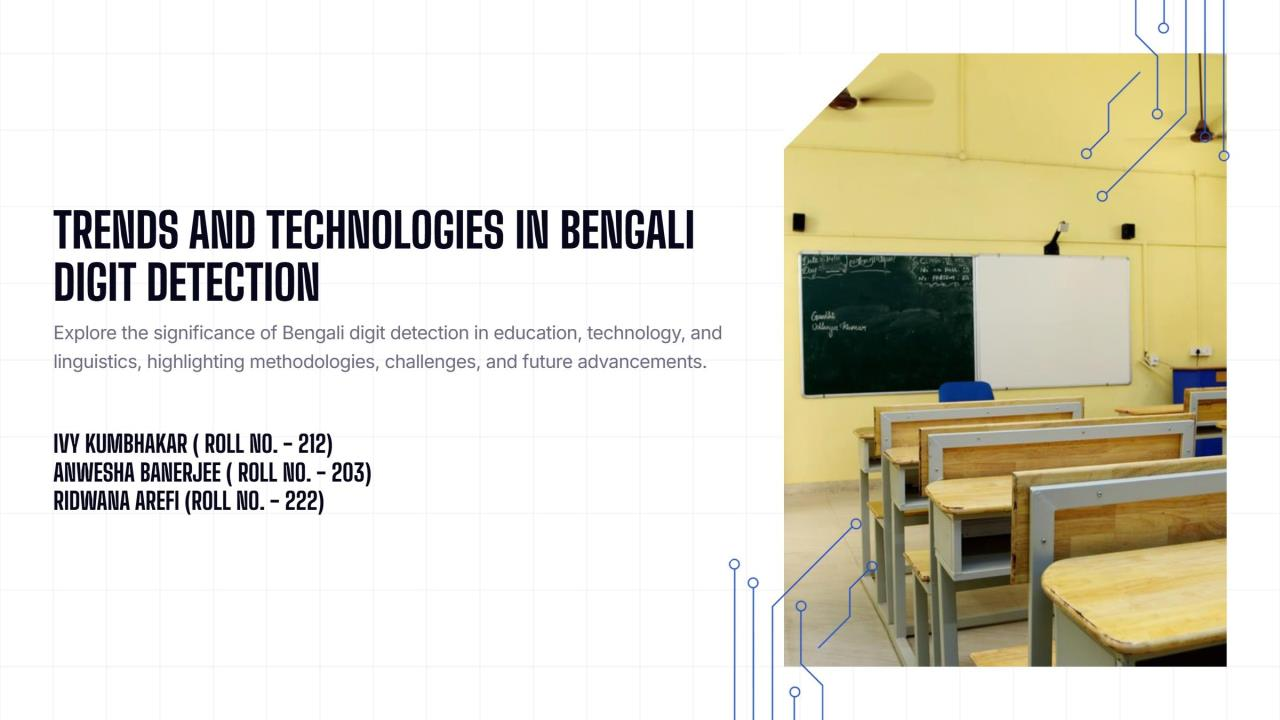 TRENDS AND TECHNOLOGIES IN BENGALI
DIGIT DETECTION
Explore the significance of Bengali digit detection in education, technology, and
linguistics, highlighting methodologies, challenges, and future advancements.
IVY KUMBHAKAR ( ROLL NO. - 212)
ANWESHA BANERJEE ( ROLL NO. - 203)
RIDWANA AREFI (ROLL NO. - 222)